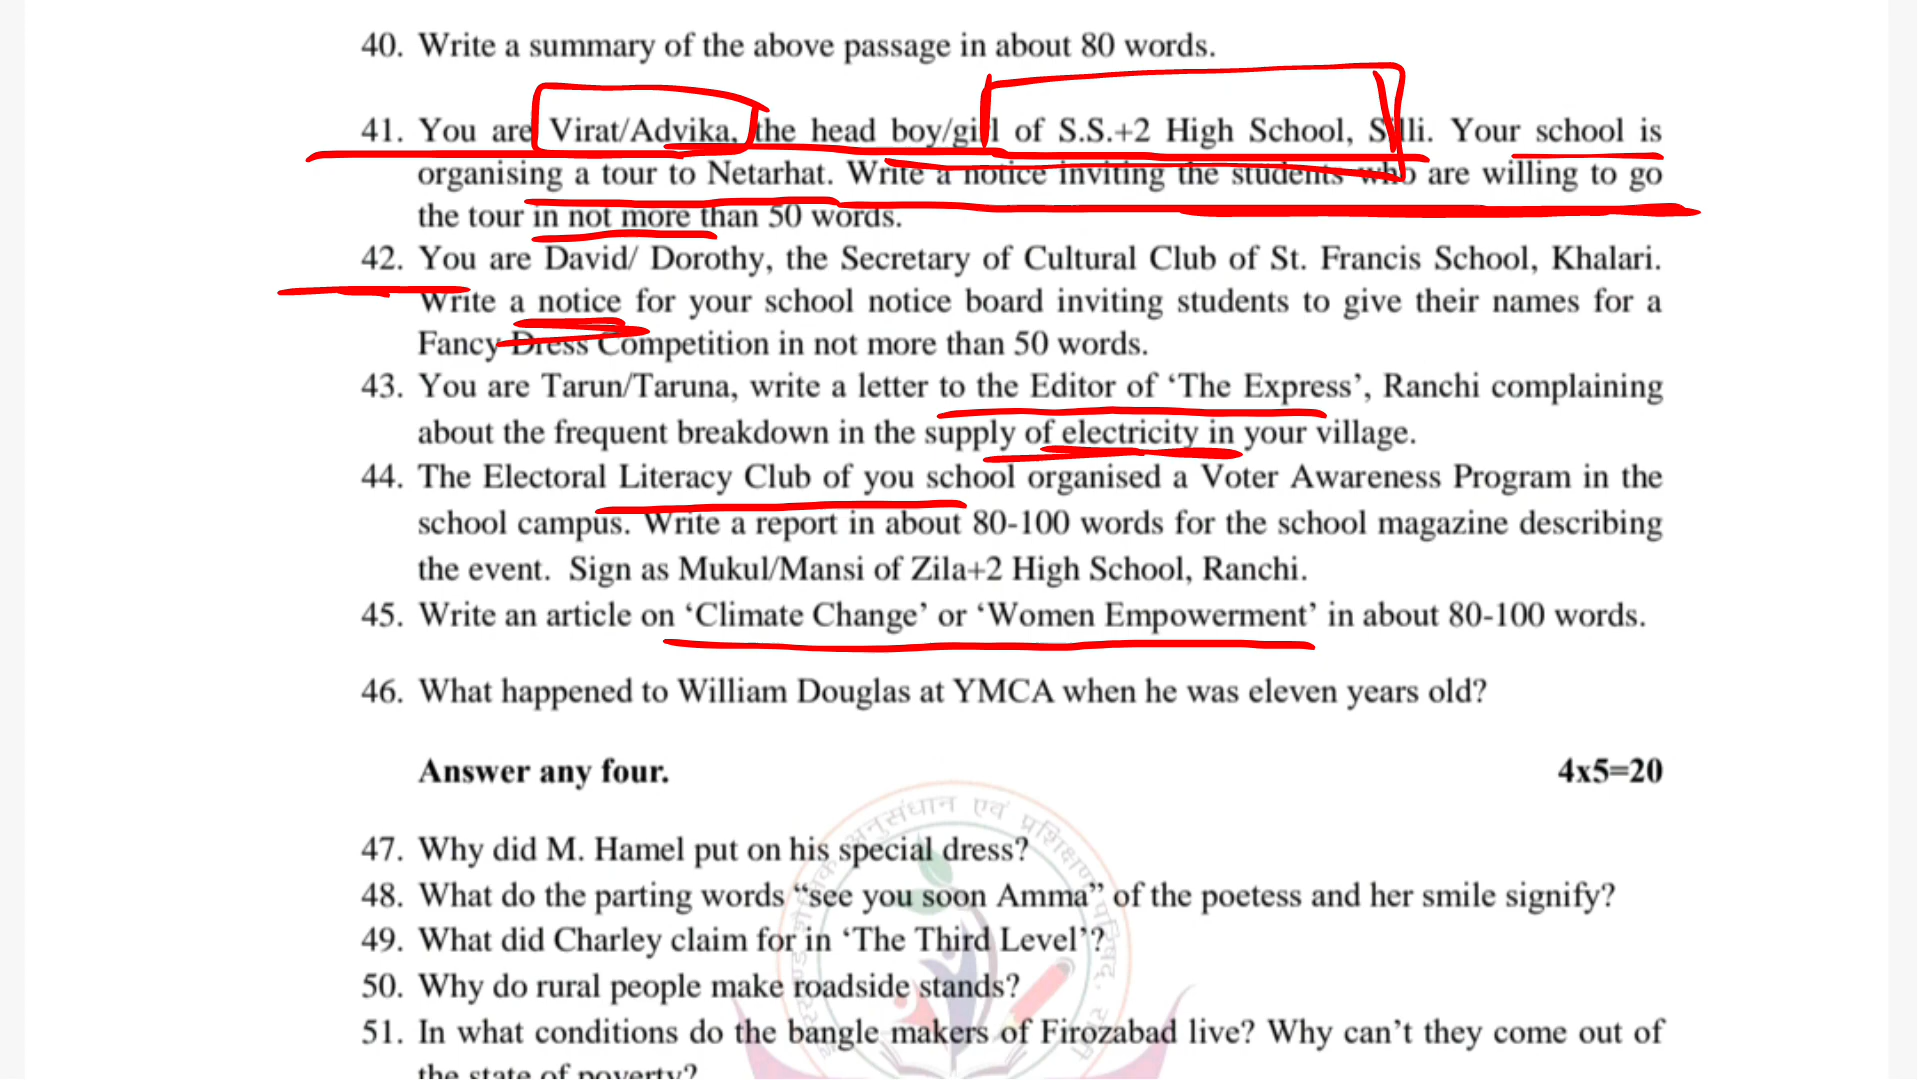 40. Write a summary of the above passage in about 80 words.
41. You are Virat/Advika, the head boy/girl of S.S.+2 High School, Silli. Your school is
organising a tour to Netarhat. Write a notice inviting the students who are willing to go
the tour in not more than 50 words.
42. You are David/ Dorothy, the Secretary of Cultural Club of St. Francis School, Khalari.
Write a notice for your school notice board inviting students to give their names for a
Fancy Dress Competition in not more than 50 words.
43. You are Tarun/Taruna, write a letter to the Editor of ‘The Express’, Ranchi complaining
about the frequent breakdown in the supply of electricity in your village.
44. The Electoral Literacy Club of you school organised a Voter Awareness Program in the
school campus. Write a report in about 80-100 words for the school magazine describing
the event. Sign as Mukul/Mansi of Zila+2 High School, Ranchi.
45. Write an article on ‘Climate Change’ or ‘Women Empowerment’ in about 80-100 words.
46. What happened to William Douglas at YMCA when he was eleven years old?
Answer any four. 4x5=20
47. Why did M. Hamel put on his special dress?
48. What do the parting words “see you soon Amma” of the poetess and her smile signify?
49. What did Charley claim for in ‘The Third Level’?
50. Why do rural people make roadside stands?
51. In what conditions do the bangle makers of Firozabad live? Why can’t they come out of
the state of poverty?
अनुसंधान एवं प्रशिक्षण परिषद